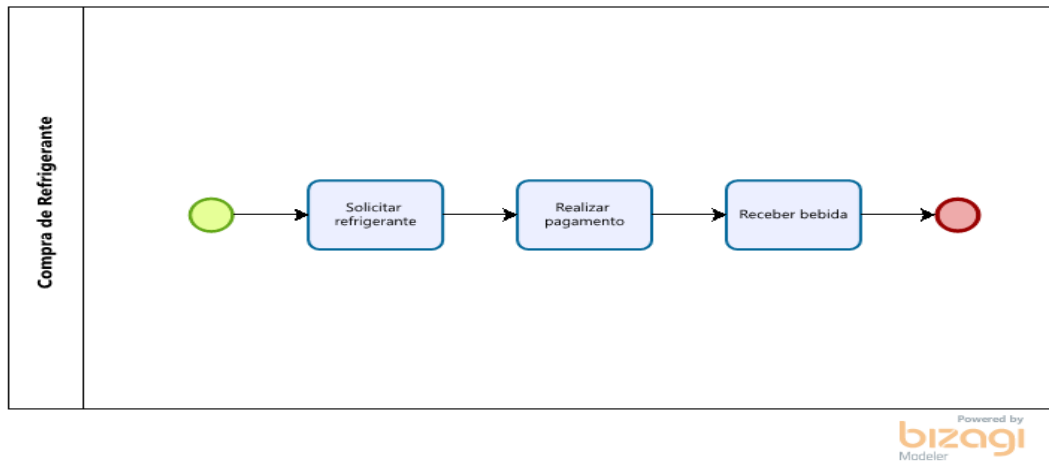 Compra de Refrigerante
Solicitar
refrigerante
Realizar
pagamento
Receber bebida
Powered by
bizagi
Modeler